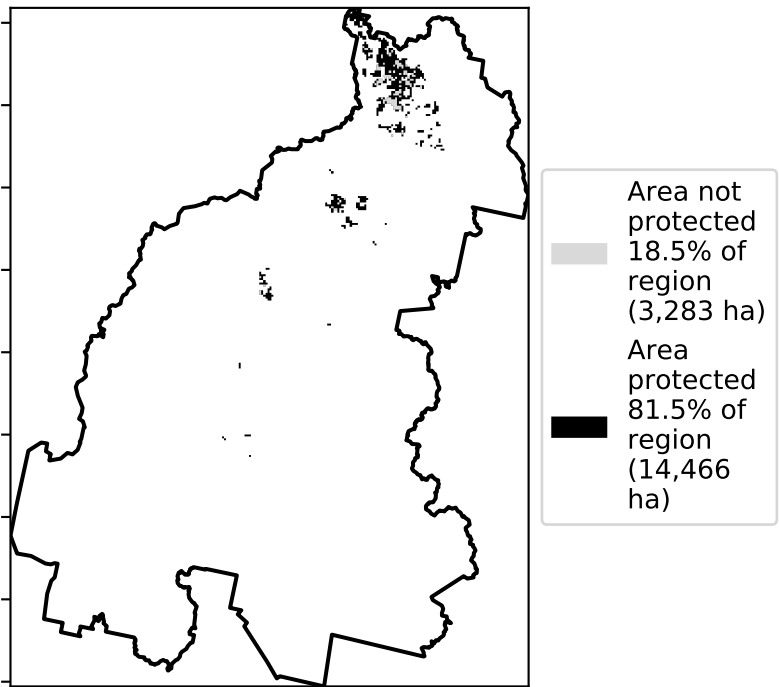 Area not
protected
18.5% of
region
(3,283 ha)
Area
protected
81.5% of
region
(14,466
ha)